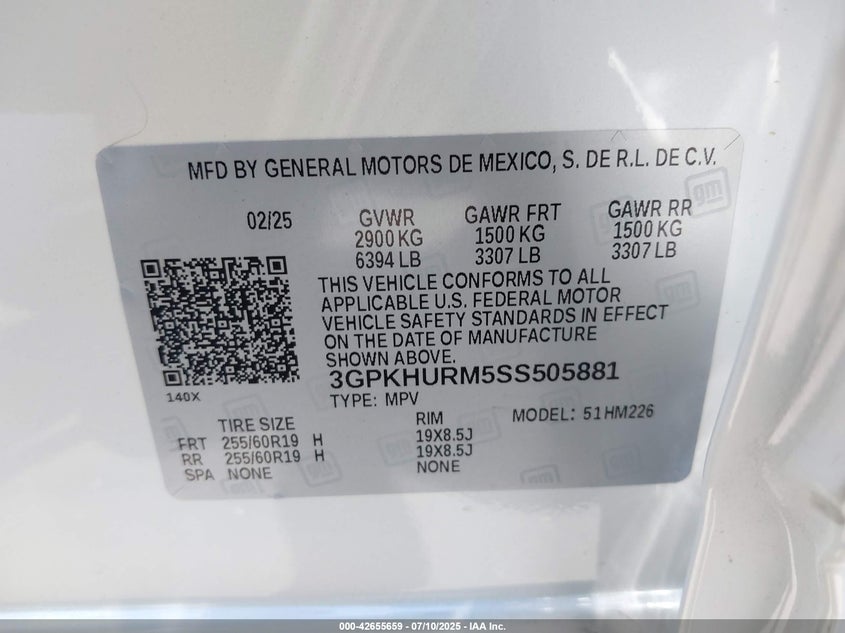 MFD BY GENERAL MOTORS DE MEXICO, S. DE R.L. DE C.V.
02/25 GVWR GAWR FRT GAWR RR
2900 KG 1500 KG 1500 KG
6394 LB 3307 LB 3307 LB
THIS VEHICLE CONFORMS TO ALL
APPLICABLE U.S. FEDERAL MOTOR
VEHICLE SAFETY STANDARDS IN EFFECT
ON THE DATE OF MANUFACTURE
SHOWN ABOVE.
3GPKHURM5SS505881
140X
TYPE: MPV MODEL: 51HM226
TIRE SIZE RIM
FRT 255/60R19 H 19X8.5J
RR 255/60R19 H 19X8.5J
SPA NONE NONE
gm
000-42655659 - 07/10/2025 - IAA Inc.